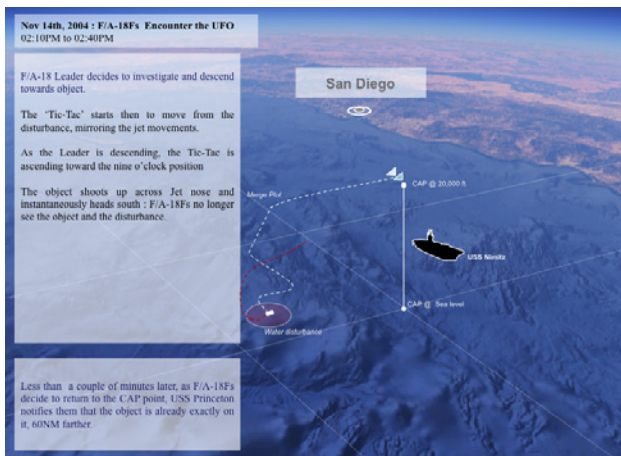 Nov 14th, 2004 : F/A-18Fs Encounter the UFO
02:10PM to 02:40PM
F/A-18 Leader decides to investigate and descend
towards object.
The ‘Tic-Tac’ starts then to move from the
disturbance, mirroring the jet movements.
As the Leader is descending, the Tic-Tac is
ascending toward the nine o’clock position
The object shoots up across Jet nose and
instantaneously heads south : F/A-18Fs no longer
see the object and the disturbance.
San Diego
CAP @ 20,000 ft
Merge Plot
USS Nimitz
CAP @ Sea level
Water disturbance
Less than a couple of minutes later, as F/A-18Fs
decide to return to the CAP point, USS Princeton
notifies them that the object is already exactly on
it, 60NM farther.